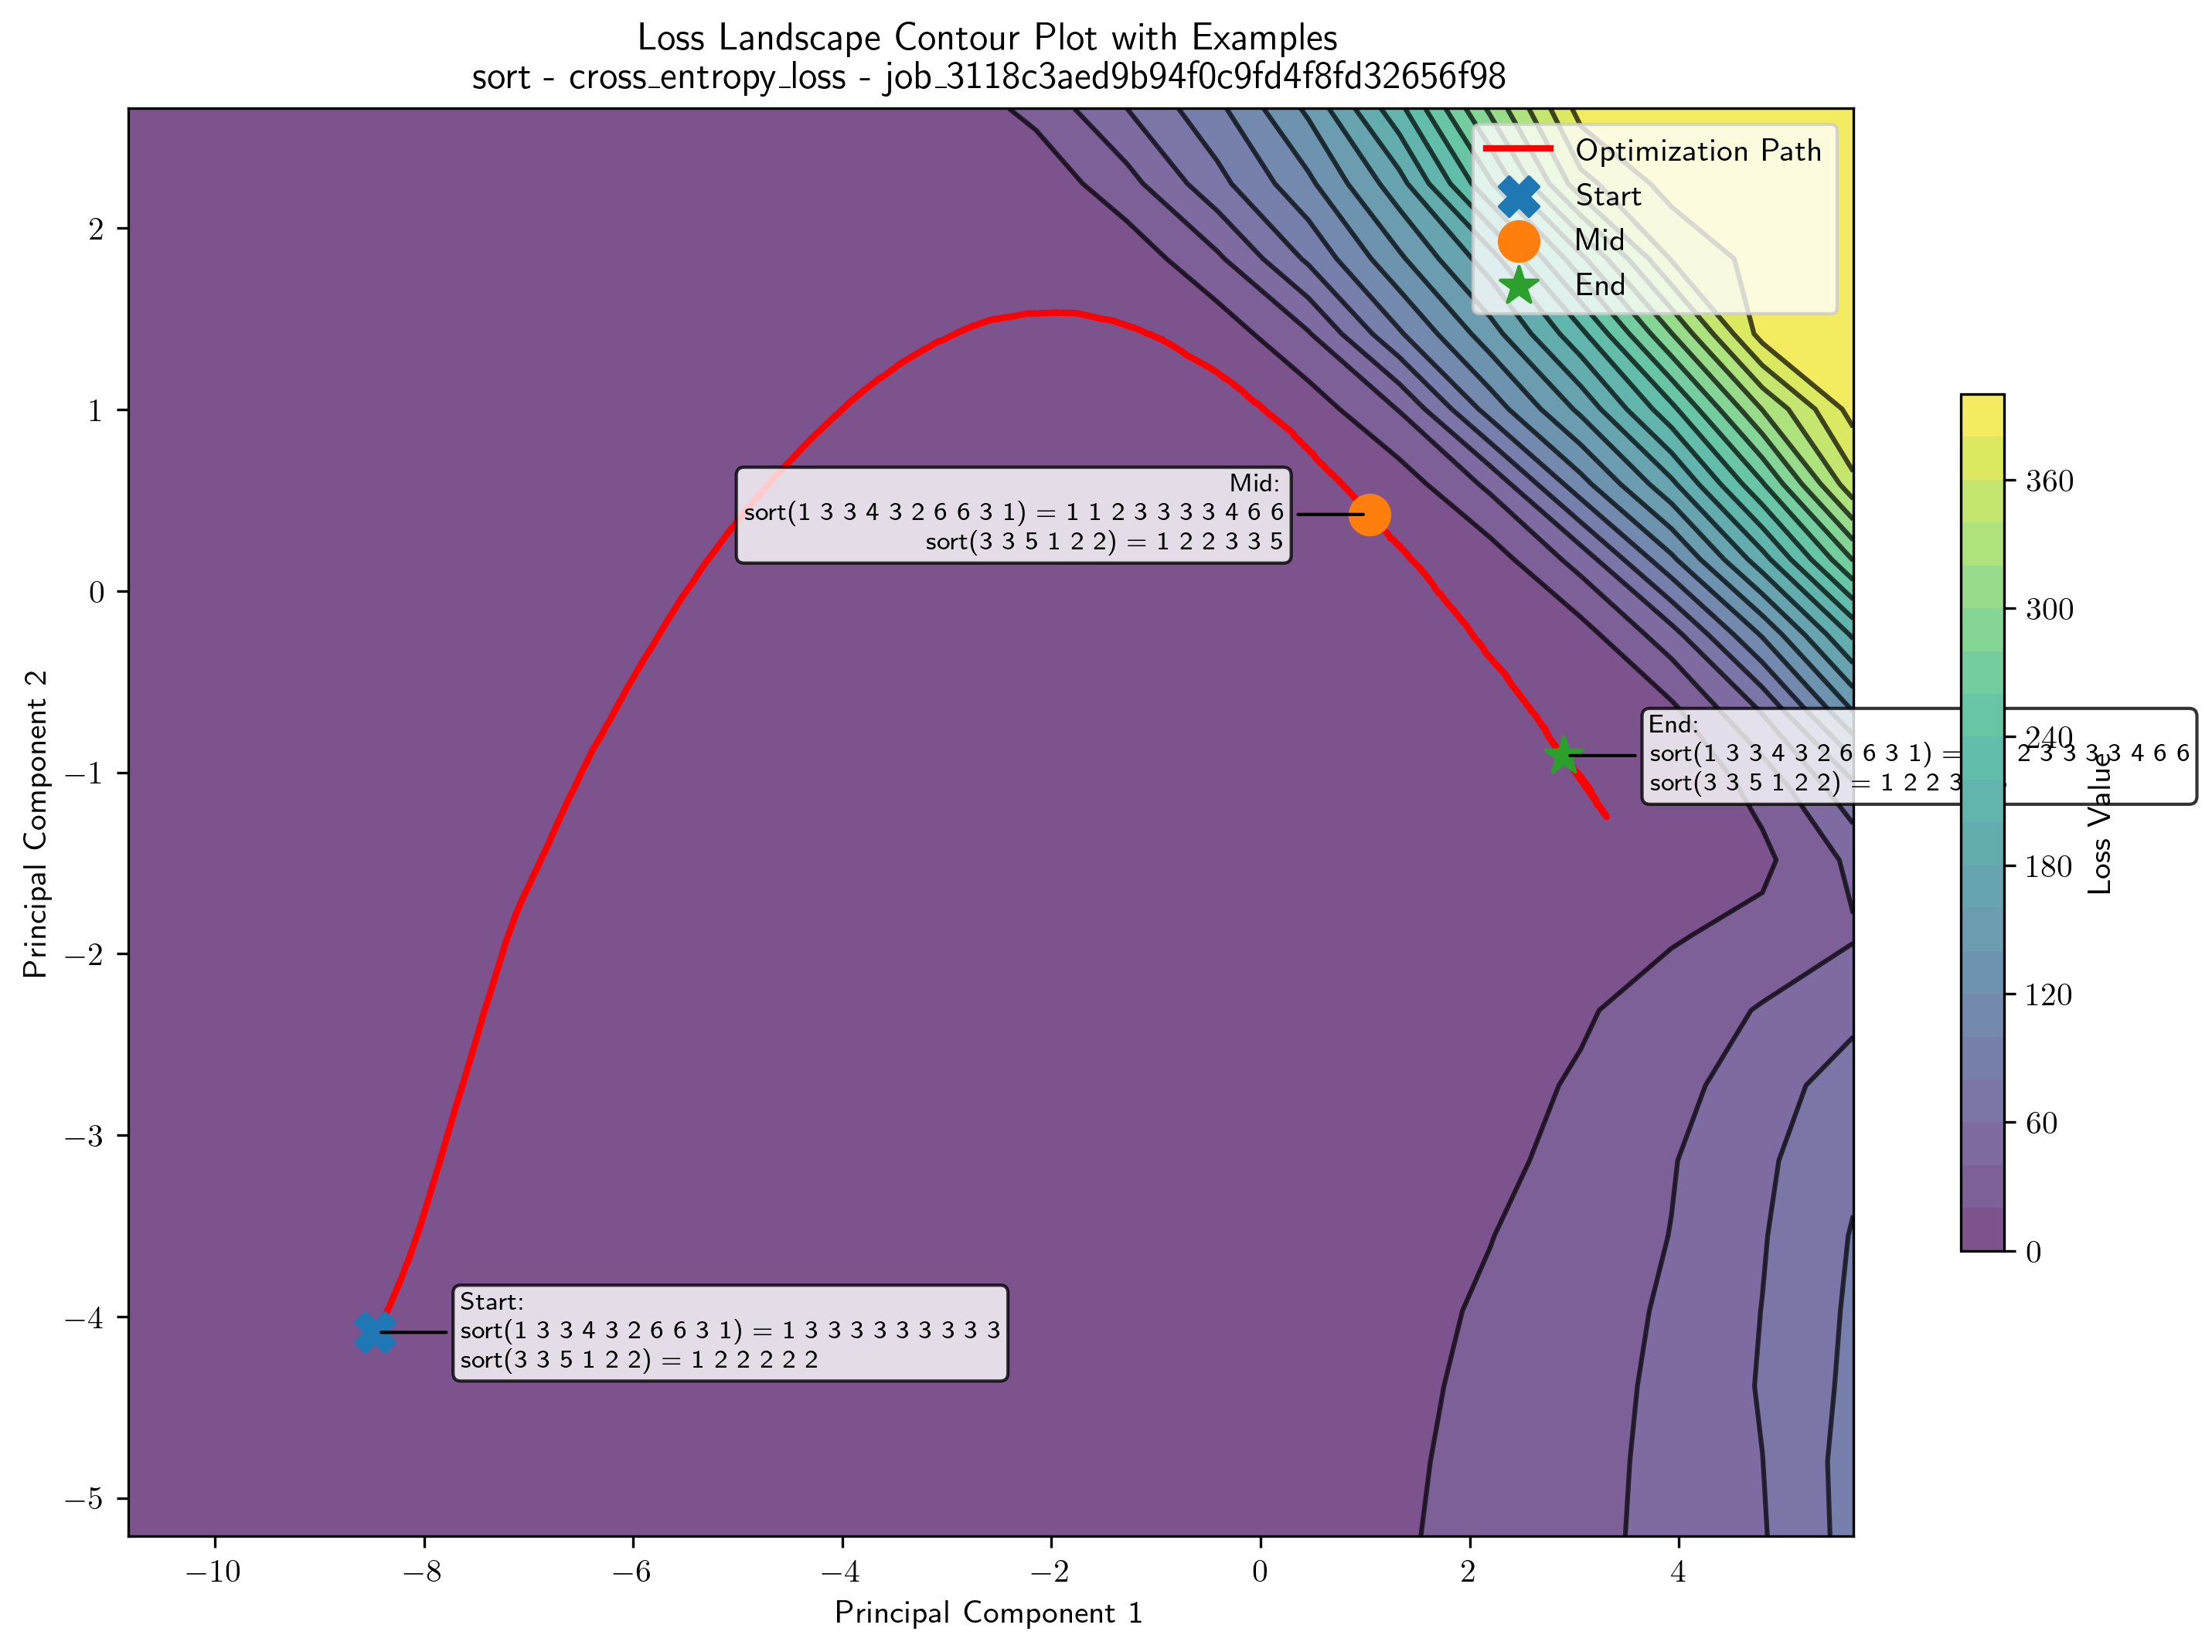 Loss Landscape Contour Plot with Examples
sort - cross_entropy_loss - job_3118c3aed9b94f0c9fd4f8fd32656f98
Optimization Path
Start
Mid
End
Mid:
sort(1 3 3 4 3 2 6 6 3 1) = 1 1 2 3 3 3 3 4 6 6
sort(3 3 5 1 2 2) = 1 2 2 3 3 5
End:
sort(1 3 3 4 3 2 6 6 3 1) = 2 3 3 3 3 4 6 6
sort(3 3 5 1 2 2) = 1 2 2 3
Start:
sort(1 3 3 4 3 2 6 6 3 1) = 1 3 3 3 3 3 3 3 3 3
sort(3 3 5 1 2 2) = 1 2 2 2 2 2
Principal Component 2
2
1
0
−1
−2
−3
−4
−5
−10
−8
−6
−4
−2
0
2
4
Principal Component 1
360
300
240
180
120
60
0
Loss Value